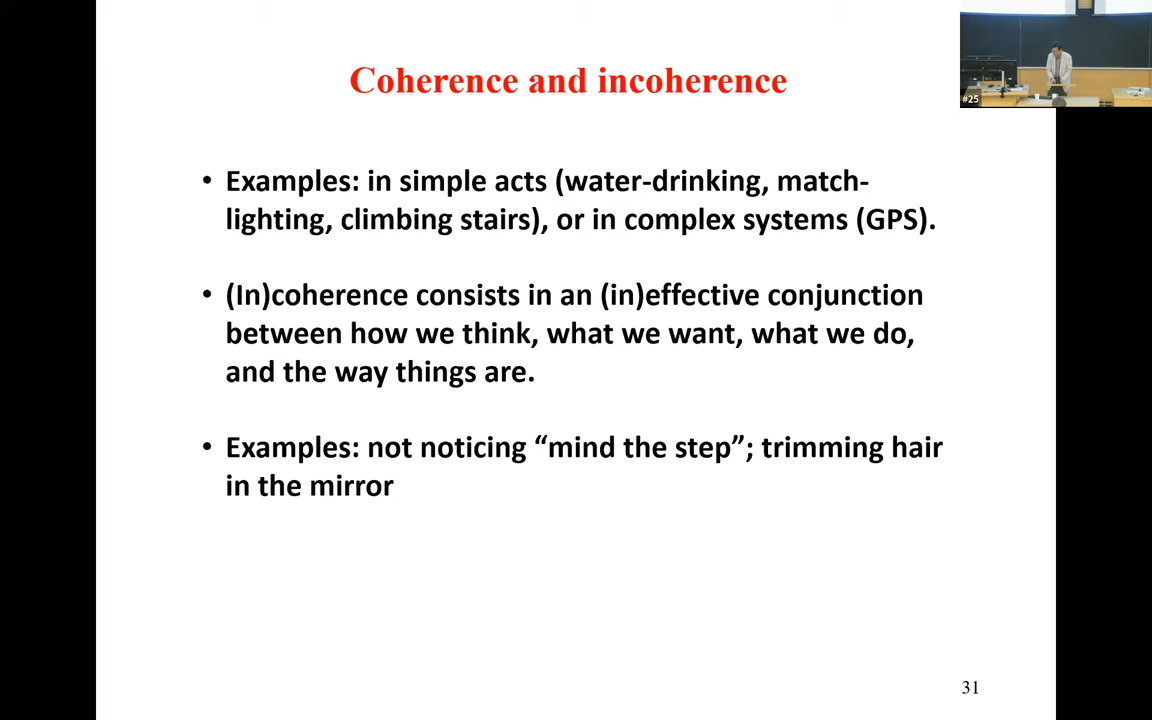 Coherence and incoherence
#25
• Examples: in simple acts (water-drinking, match-
lighting, climbing stairs), or in complex systems (GPS).
• (In)coherence consists in an (in)effective conjunction
between how we think, what we want, what we do,
and the way things are.
• Examples: not noticing “mind the step”; trimming hair
in the mirror
31